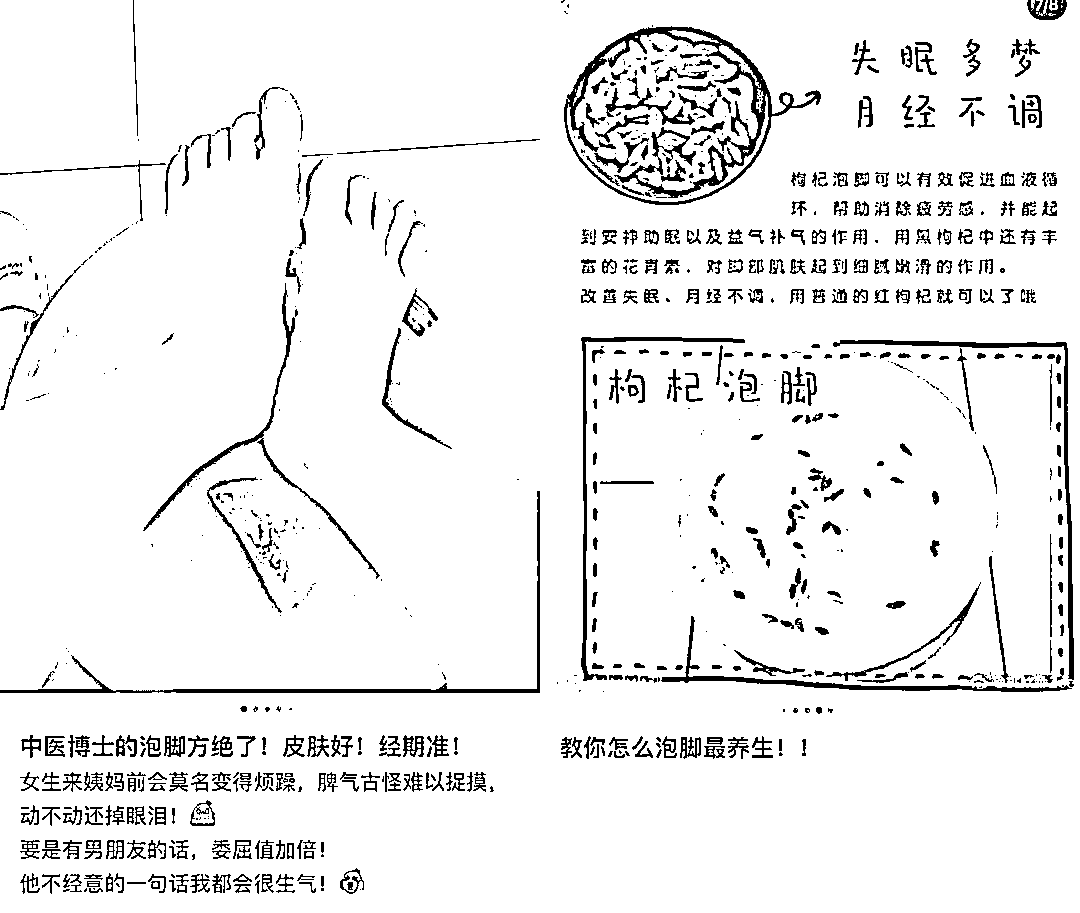 中医博士的泡脚方绝了！皮肤好！经期准！
女生来姨妈前会莫名变得烦躁，脾气古怪难以捉摸，
动不动还掉眼泪！
要是有男朋友的话，委屈值加倍！
他不经意的一句话我都会很生气！
7/8
失眠多梦
月经不调
枸杞泡脚可以有效促进血液循
环，帮助消除疲劳感，并能起
到安神助眠以及益气补气的作用，用黑枸杞中还有丰
富的花青素，对脚部肌肤起到细腻嫩滑的作用。
改善失眠、月经不调，用普通的红枸杞就可以了哦
枸杞泡脚
教你怎么泡脚最养生！！